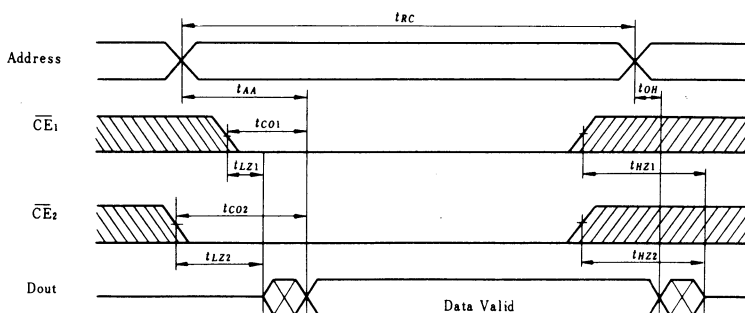 tRC
Address
tAA
tOH
CE1
tCO1
tLZ1
tHZ1
CE2
tCO2
tLZ2
tHZ2
Dout
Data Valid